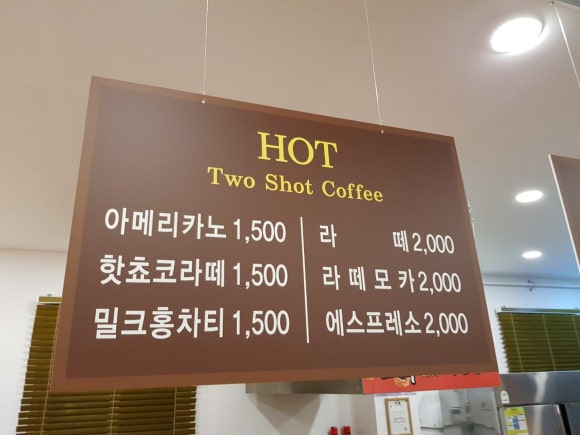 HOT
Two Shot Coffee
아메리카노 1,500
핫쵸코라떼 1,500
밀크홍차티 1,500
라 떼 2,000
라 떼 모 카 2,000
에스프레소 2,000